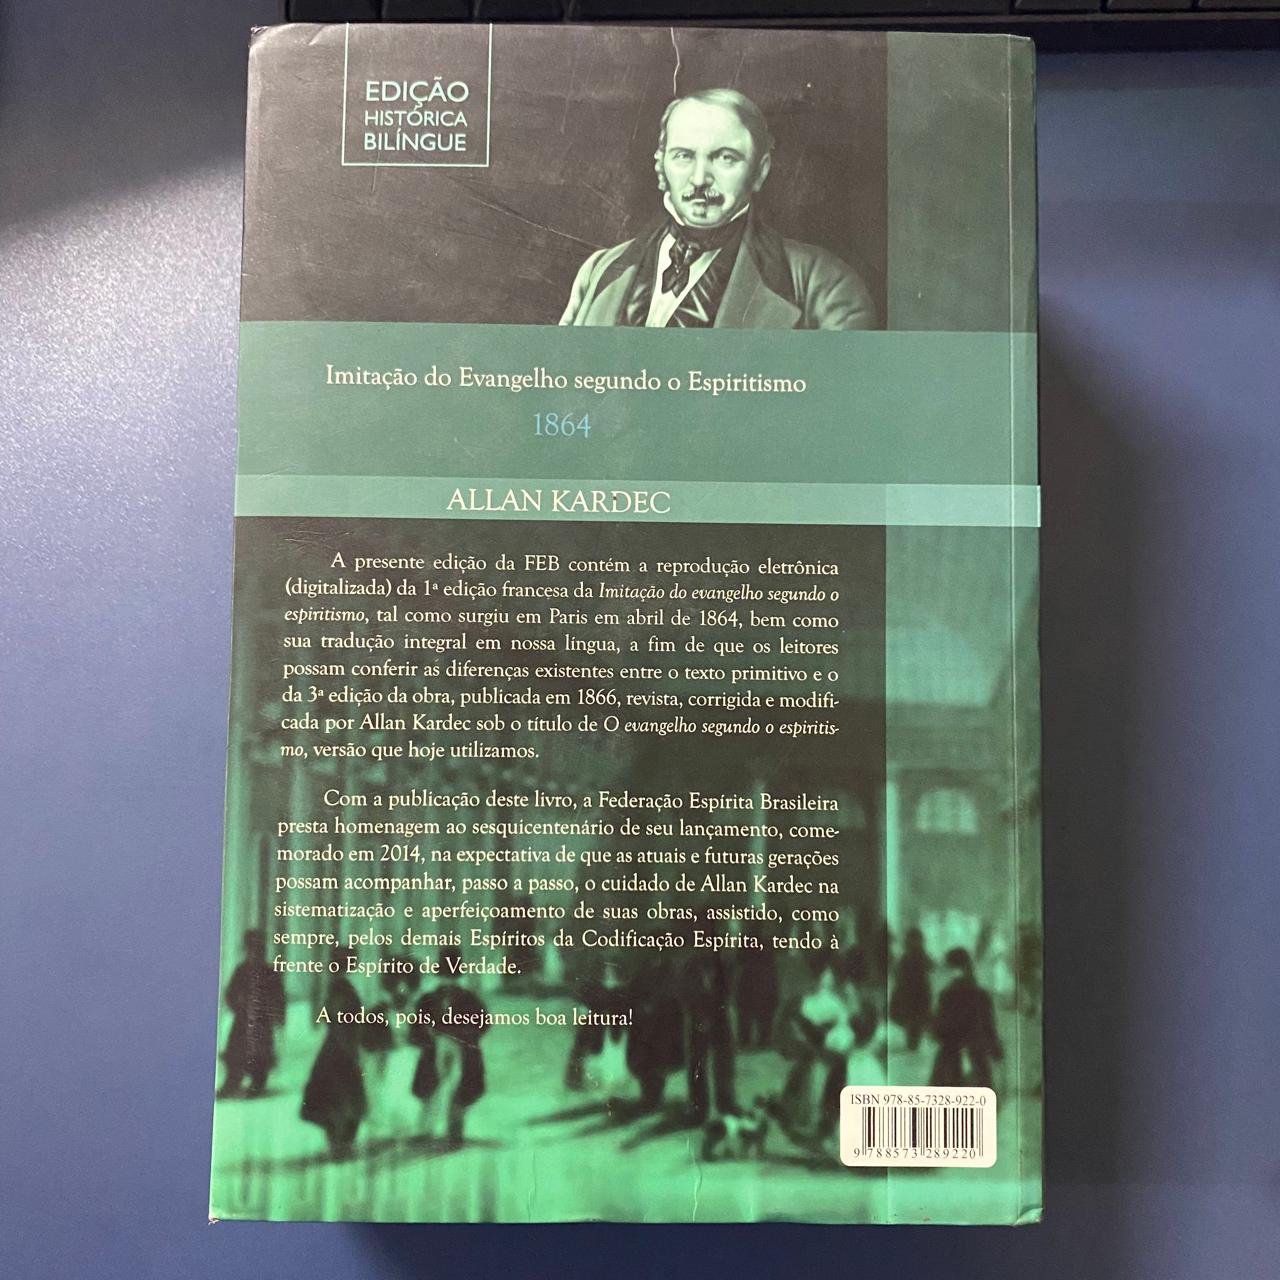 EDIÇÃO
HISTÓRICA
BILÍNGUE
Imitação do Evangelho segundo o Espiritismo
1864
ALLAN KARDEC
A presente edição da FEB contém a reprodução eletrônica
(digitalizada) da 1ª edição francesa da Imitação do evangelho segundo o
espiritismo, tal como surgiu em Paris em abril de 1864, bem como
sua tradução integral em nossa língua, a fim de que os leitores
possam conferir as diferenças existentes entre o texto primitivo e o
da 3ª edição da obra, publicada em 1866, revista, corrigida e modifi-
cada por Allan Kardec sob o título de O evangelho segundo o espiritis-
mo, versão que hoje utilizamos.
Com a publicação deste livro, a Federação Espírita Brasileira
presta homenagem ao sesquicentenário de seu lançamento, come-
morado em 2014, na expectativa de que as atuais e futuras gerações
possam acompanhar, passo a passo, o cuidado de Allan Kardec na
sistematização e aperfeiçoamento de suas obras, assistido, como
sempre, pelos demais Espíritos da Codificação Espírita, tendo à
frente o Espírito de Verdade.
A todos, pois, desejamos boa leitura!
ISBN 978-85-7328-922-0
9 788573 289220